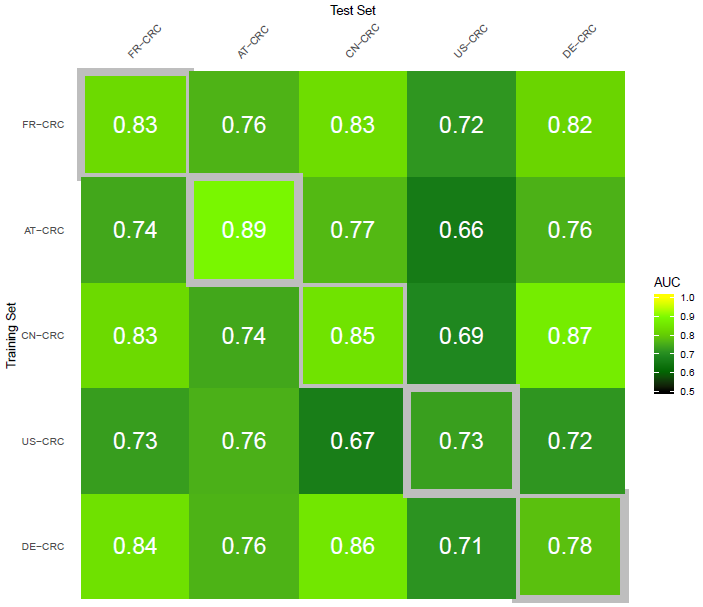 Test Set
FR−CRC AT−CRC CN−CRC US−CRC DE−CRC
Training Set
FR−CRC 0.83 0.76 0.83 0.72 0.82
AT−CRC 0.74 0.89 0.77 0.66 0.76
CN−CRC 0.83 0.74 0.85 0.69 0.87
US−CRC 0.73 0.76 0.67 0.73 0.72
DE−CRC 0.84 0.76 0.86 0.71 0.78
AUC
1.0
0.9
0.8
0.7
0.6
0.5